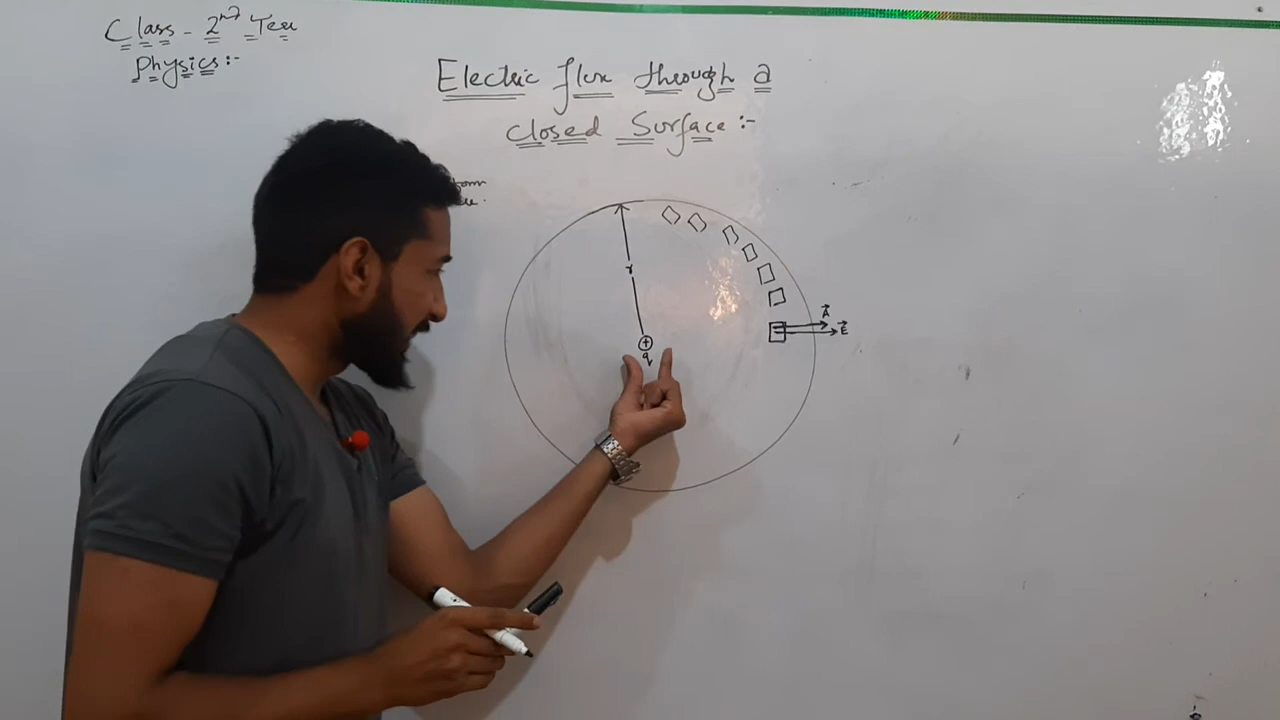 Class - 2nd Year
Physics:-
Electric flux through a
closed Surface:-
r
+
q
A
E